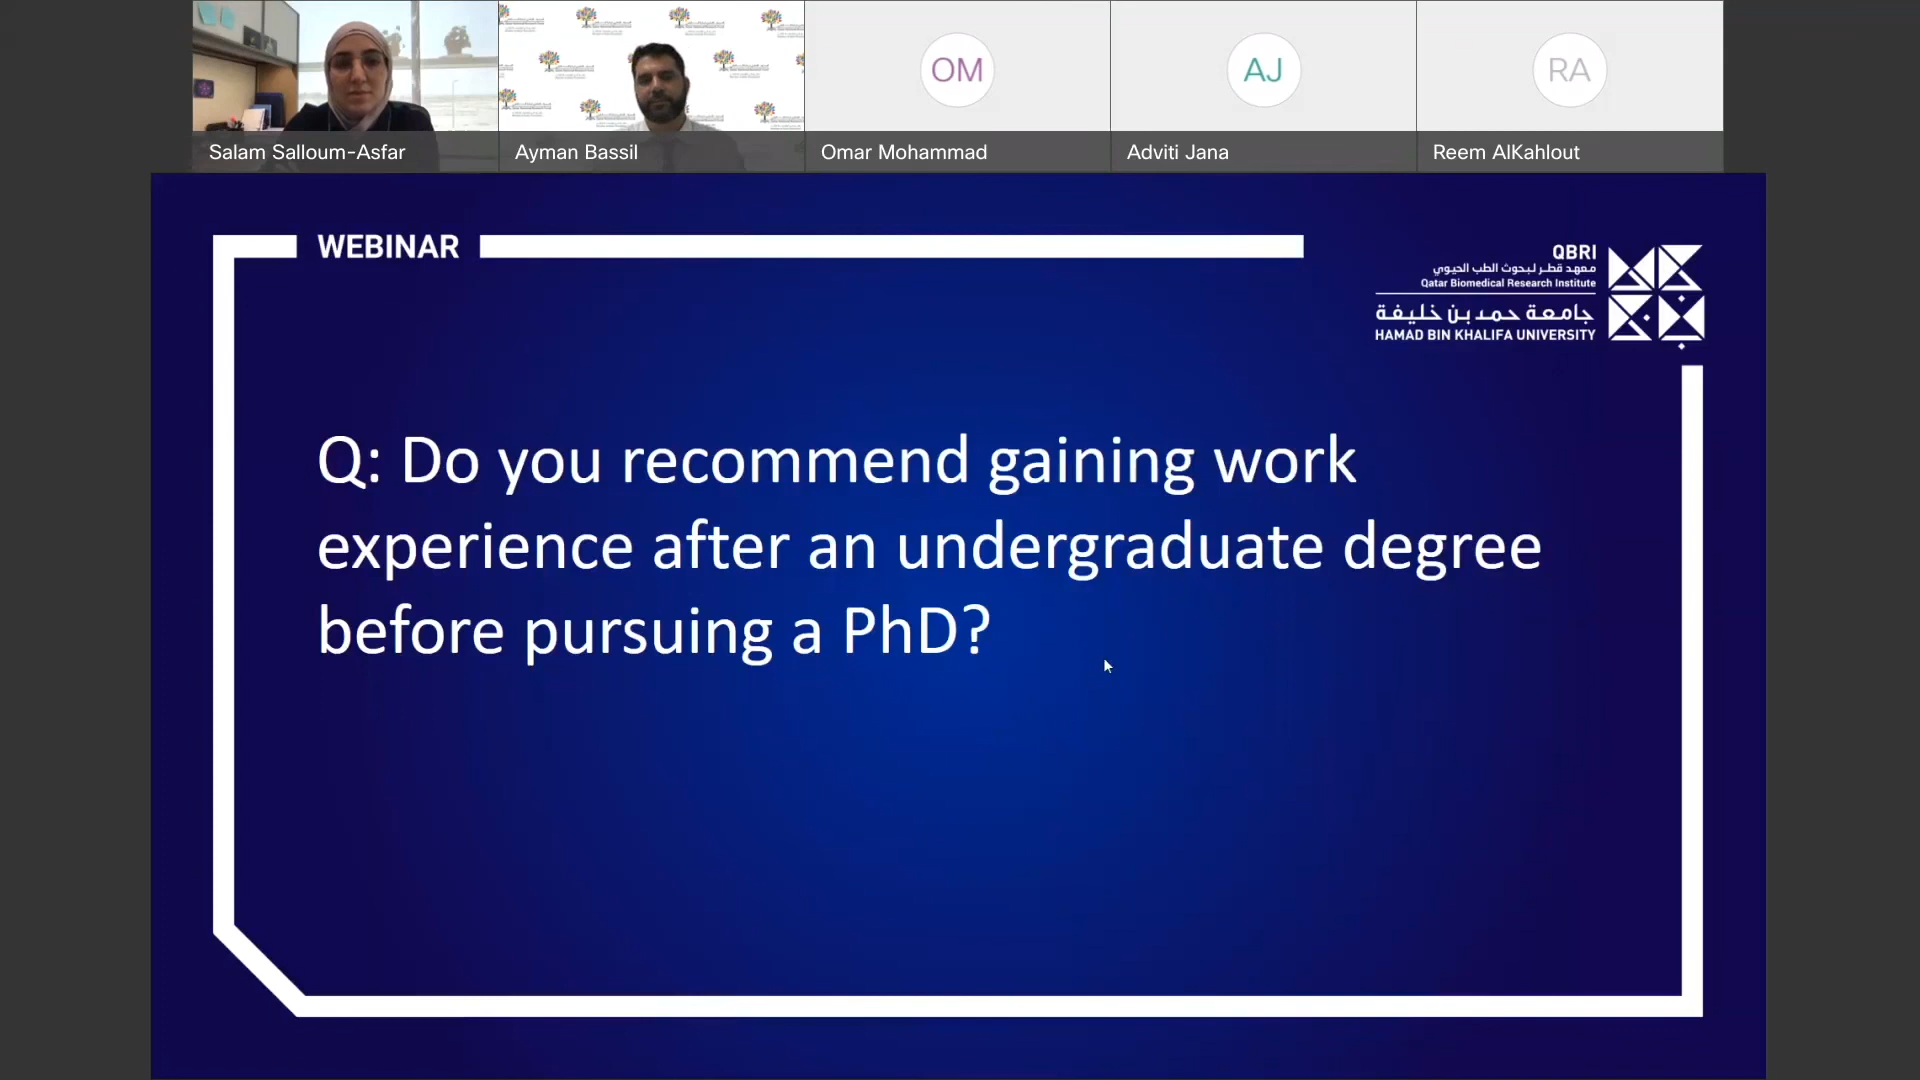 OM
AJ
RA
Salam Salloum-Asfar
Ayman Bassil
Omar Mohammad
Adviti Jana
Reem AlKahlout
WEBINAR
QBRI
معهد قطر لبحوث الطب الحيوي
Qatar Biomedical Research Institute
جامعة حمد بن خليفة
HAMAD BIN KHALIFA UNIVERSITY
Q: Do you recommend gaining work
experience after an undergraduate degree
before pursuing a PhD?